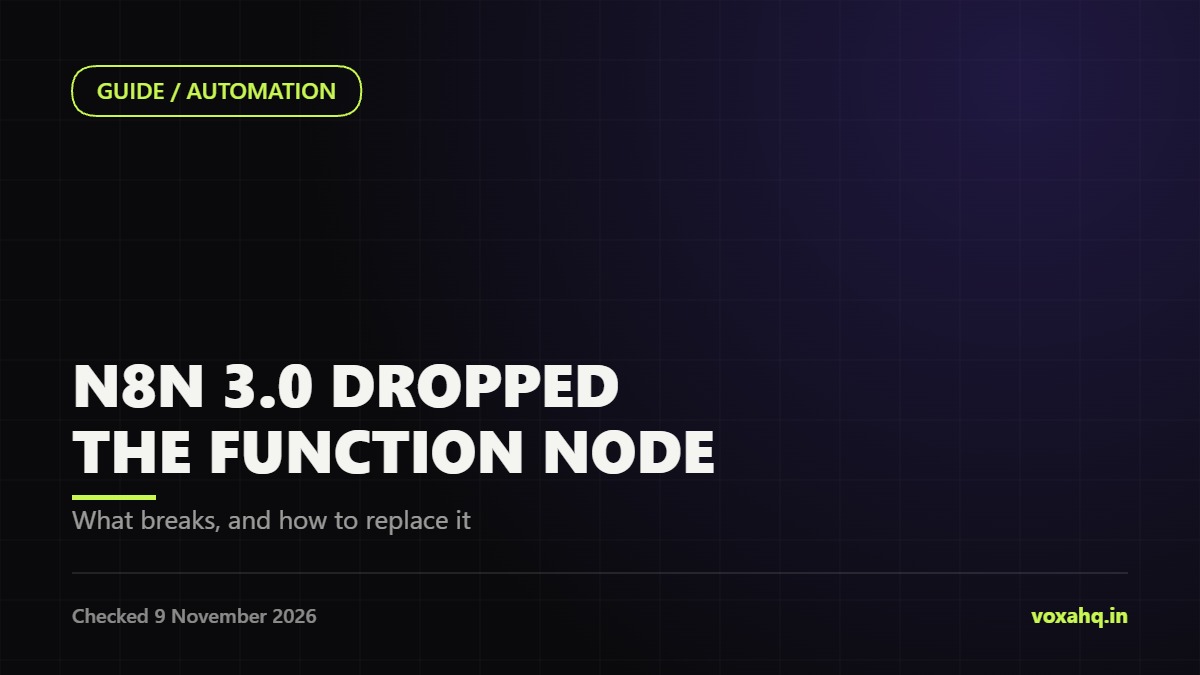 GUIDE / AUTOMATION
N8N 3.0 DROPPED
THE FUNCTION NODE
What breaks, and how to replace it
Checked 9 November 2026
voxahq.in